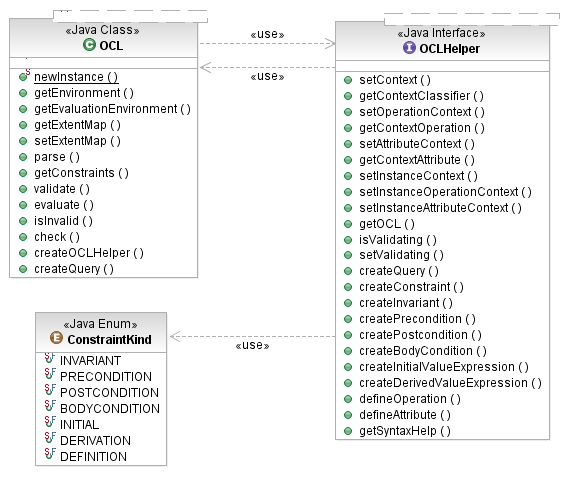 «Java Class»
OCL
newInstance ( )
getEnvironment ( )
getEvaluationEnvironment ( )
getExtentMap ( )
setExtentMap ( )
parse ( )
getConstraints ( )
validate ( )
evaluate ( )
isInvalid ( )
check ( )
createOCLHelper ( )
createQuery ( )
«use»
«use»
«Java Interface»
OCLHelper
setContext ( )
getContextClassifier ( )
setOperationContext ( )
getContextOperation ( )
setAttributeContext ( )
getContextAttribute ( )
setInstanceContext ( )
setInstanceOperationContext ( )
setInstanceAttributeContext ( )
getOCL ( )
isValidating ( )
setValidating ( )
createQuery ( )
createConstraint ( )
createInvariant ( )
createPrecondition ( )
createPostcondition ( )
createBodyCondition ( )
createInitialValueExpression ( )
createDerivedValueExpression ( )
defineOperation ( )
defineAttribute ( )
getSyntaxHelp ( )
«Java Enum»
ConstraintKind
INVARIANT
PRECONDITION
POSTCONDITION
BODYCONDITION
INITIAL
DERIVATION
DEFINITION
«use»